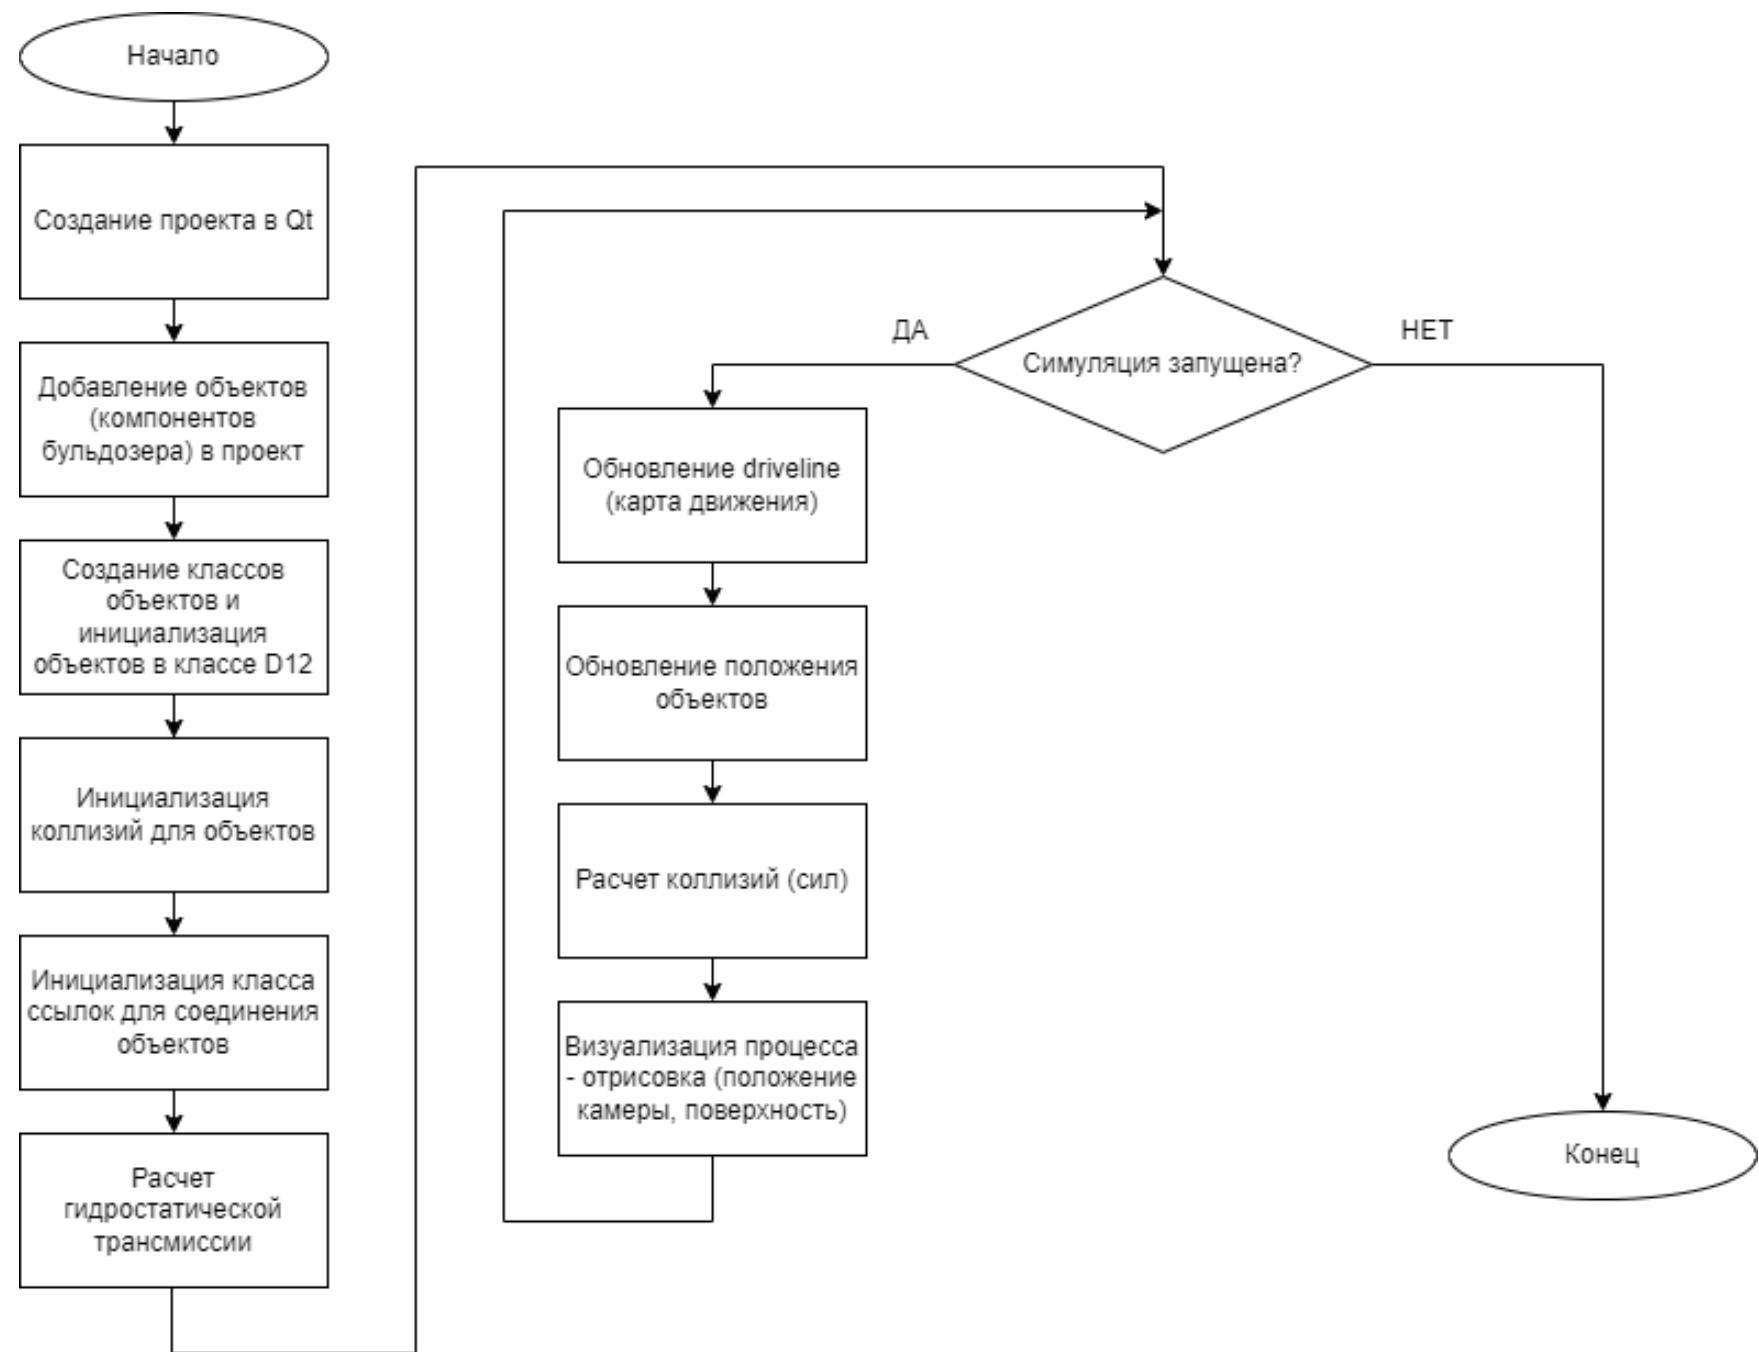 Начало
Создание проекта в Qt
Добавление объектов
(компонентов
бульдозера) в проект
Создание классов
объектов и
инициализация
объектов в классе D12
Инициализация
коллизий для объектов
Инициализация класса
ссылок для соединения
объектов
Расчет
гидростатической
трансмиссии
Симуляция запущена?
ДА
НЕТ
Обновление driveline
(карта движения)
Обновление положения
объектов
Расчет коллизий (сил)
Визуализация процесса
- отрисовка (положение
камеры, поверхность)
Конец